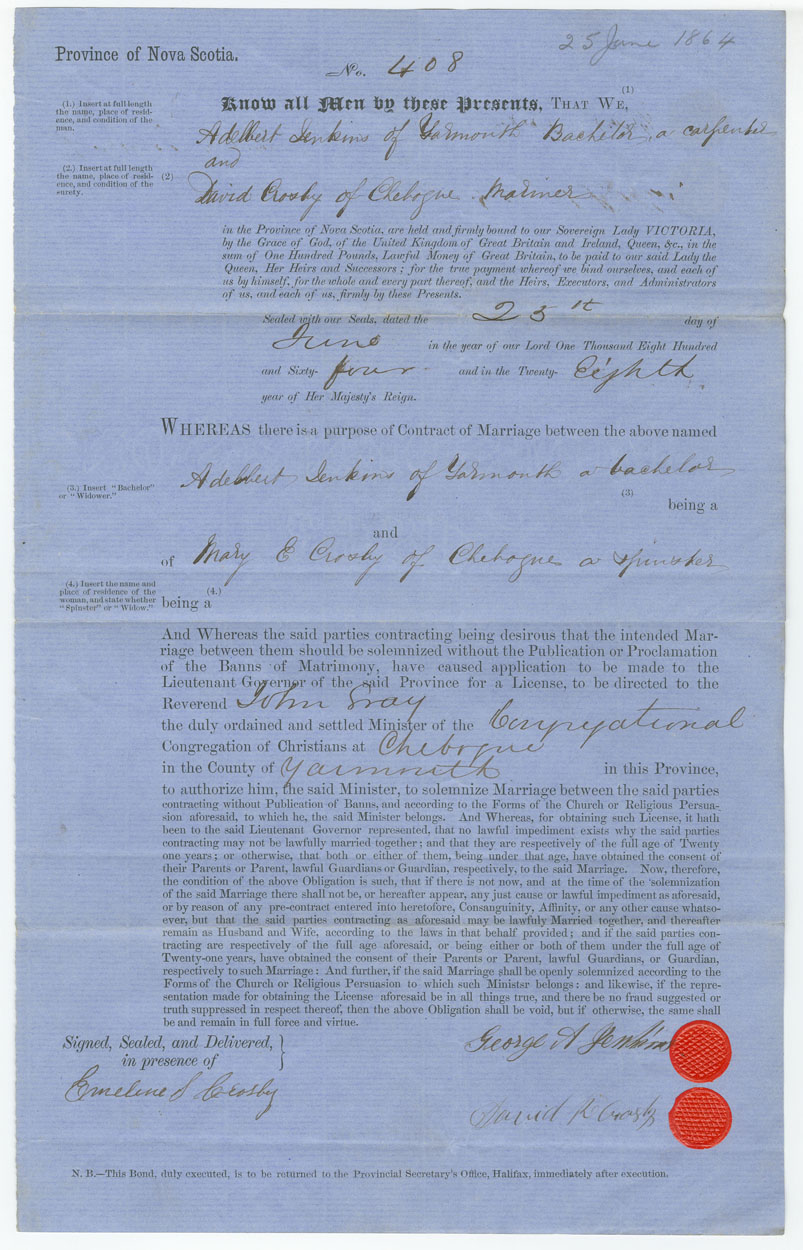 25 June 1864
Province of Nova Scotia.
No. 408
(1)
Know all Men by these Presents, THAT WE,
(1.) Insert at full length
the name, place of resid-
ence, and condition of the
man.
Adelbert Jenkins of Yarmouth Bachelor, a carpenter
and
(2.) Insert at full length
the name, place of resid-
ence, and condition of the
surety.
(2)
David Crosby of Chebogue Mariner
in the Province of Nova Scotia, are held and firmly bound to our Sovereign Lady VICTORIA,
by the Grace of God, of the United Kingdom of Great Britain and Ireland, Queen, &c., in the
sum of One Hundred Pounds, Lawful Money of Great Britain, to be paid to our said Lady the
Queen, Her Heirs and Successors; for the true payment whereof we bind ourselves, and each of
us by himself, for the whole and every part thereof, and the Heirs, Executors, and Administrators
of us, and each of us, firmly by these Presents.
Sealed with our Seals, dated the 25th day of
June in the year of our Lord One Thousand Eight Hundred
and Sixty- four and in the Twenty- Eighth
year of Her Majesty's Reign.
WHEREAS there is a purpose of Contract of Marriage between the above named
Adelbert Jenkins of Yarmouth a bachelor
(3.) Insert "Bachelor"
or "Widower."
(3)
being a
and
of Mary E Crosby of Chebogue a spinster
(4.) Insert the name and
place of residence of the
woman, and state whether
"Spinster" or "Widow."
(4.)
being a
And Whereas the said parties contracting being desirous that the intended Mar-
riage between them should be solemnized without the Publication or Proclamation
of the Banns of Matrimony, have caused application to be made to the
Lieutenant Governor of the said Province for a License, to be directed to the
Reverend John Gray
the duly ordained and settled Minister of the Congregational
Congregation of Christians at Chebogue
in the County of Yarmouth in this Province,
to authorize him, the said Minister, to solemnize Marriage between the said parties
contracting without Publication of Banns, and according to the Forms of the Church or Religious Persua-
sion aforesaid, to which he, the said Minister belongs. And Whereas, for obtaining such License, it hath
been to the said Lieutenant Governor represented, that no lawful impediment exists why the said parties
contracting may not be lawfully married together; and that they are respectively of the full age of Twenty
one years; or otherwise, that both or either of them, being under that age, have obtained the consent of
their Parents or Parent, lawful Guardians or Guardian, respectively, to the said Marriage. Now, therefore,
the condition of the above Obligation is such, that if there is not now, and at the time of the solemnization
of the said Marriage there shall not be, or hereafter appear, any just cause or lawful impediment as aforesaid,
or by reason of any pre-contract entered into heretofore, Consanguinity, Affinity, or any other cause whatso-
ever, but that the said parties contracting as aforesaid may be lawfuly Married together, and thereafter
remain as Husband and Wife, according to the laws in that behalf provided; and if the said parties con-
tracting are respectively of the full age aforesaid, or being either or both of them under the full age of
Twenty-one years, have obtained the consent of their Parents or Parent, lawful Guardians, or Guardian,
respectively to such Marriage: And further, if the said Marriage shall be openly solemnized according to the
Forms of the Church or Religious Persuasion to which such Ministsr belongs: and likewise, if the repre-
sentation made for obtaining the License aforesaid be in all things true, and there be no fraud suggested or
truth suppressed in respect thereof, then the above Obligation shall be void, but if otherwise, the same shall
be and remain in full force and virtue.
Signed, Sealed, and Delivered,
in presence of
George A Jenkins
Emeline S Crosby
David K Crosby
N. B.—This Bond, duly executed, is to be returned to the Provincial Secretary's Office, Halifax, immediately after execution.